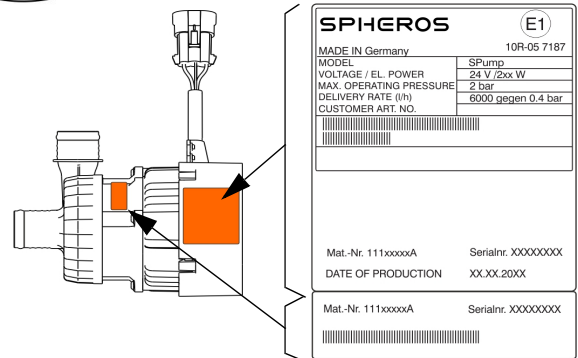 SPHEROS E1
MADE IN Germany 10R-05 7187
MODEL SPump
VOLTAGE / EL. POWER 24 V /2xx W
MAX. OPERATING PRESSURE 2 bar
DELIVERY RATE (l/h) 6000 gegen 0.4 bar
CUSTOMER ART. NO.
Mat.-Nr. 111xxxxxA Serialnr. XXXXXXXX
DATE OF PRODUCTION XX.XX.20XX
Mat.-Nr. 111xxxxxA Serialnr. XXXXXXXX